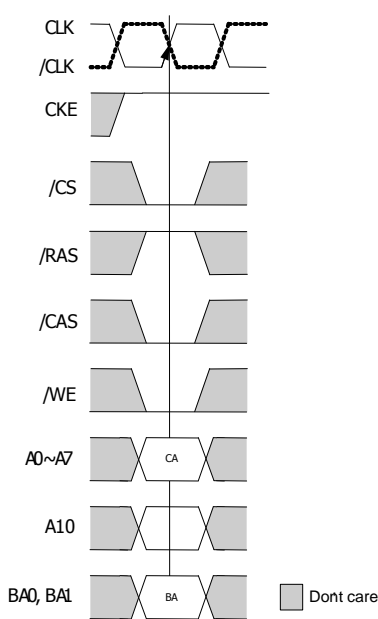 CLK
/CLK
CKE
/CS
/RAS
/CAS
/WE
A0~A7
CA
A10
BA0, BA1
BA
Dont care